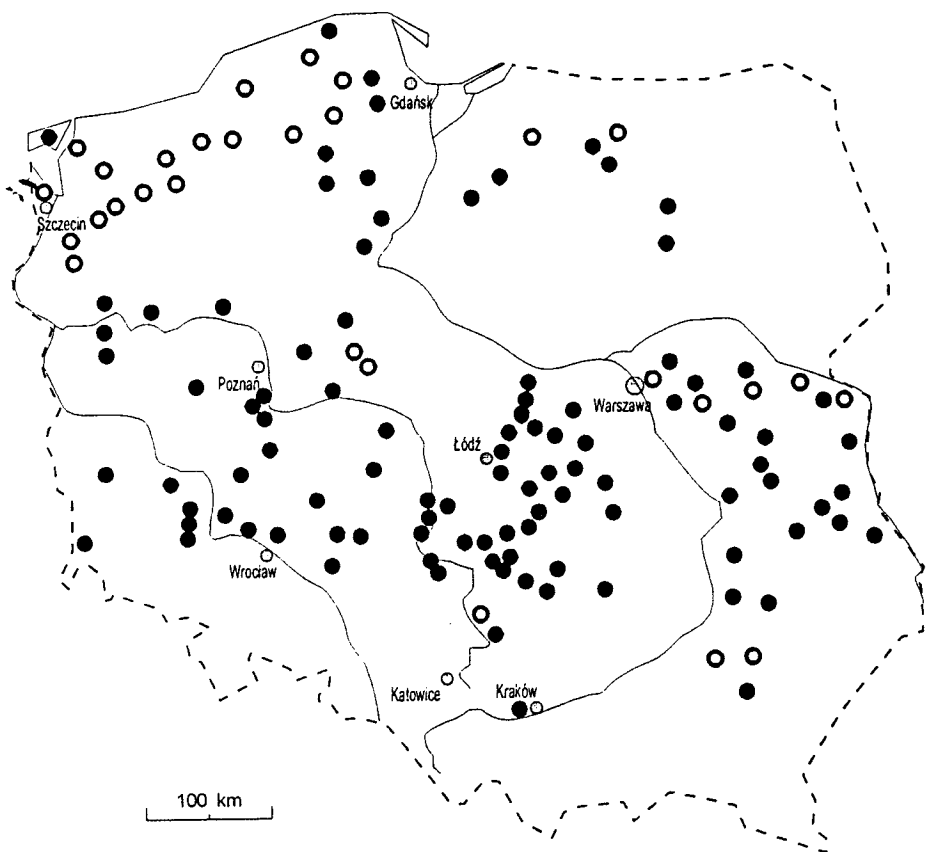 Gdańsk
Szczecin
Poznań
Warszawa
Łódź
Wrocław
Katowice
Kraków
100 km